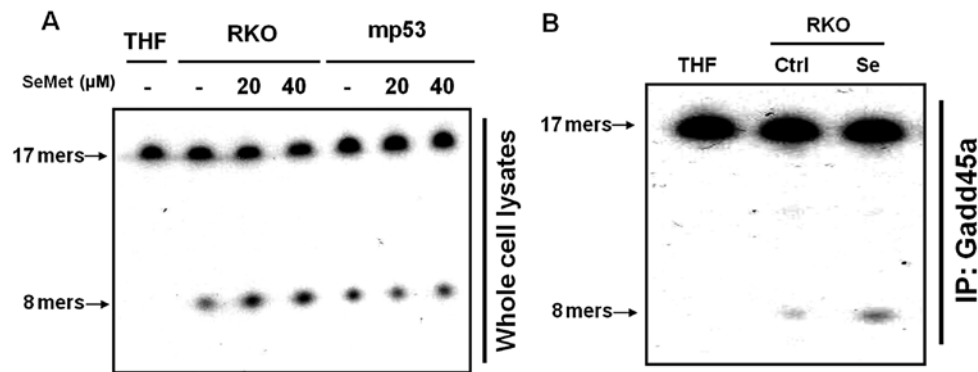 A
THF RKO mp53
SeMet (µM) - - 20 40 - 20 40
17 mers→
8 mers→
Whole cell lysates
B
RKO
THF Ctrl Se
17 mers→
8 mers→
IP: Gadd45a